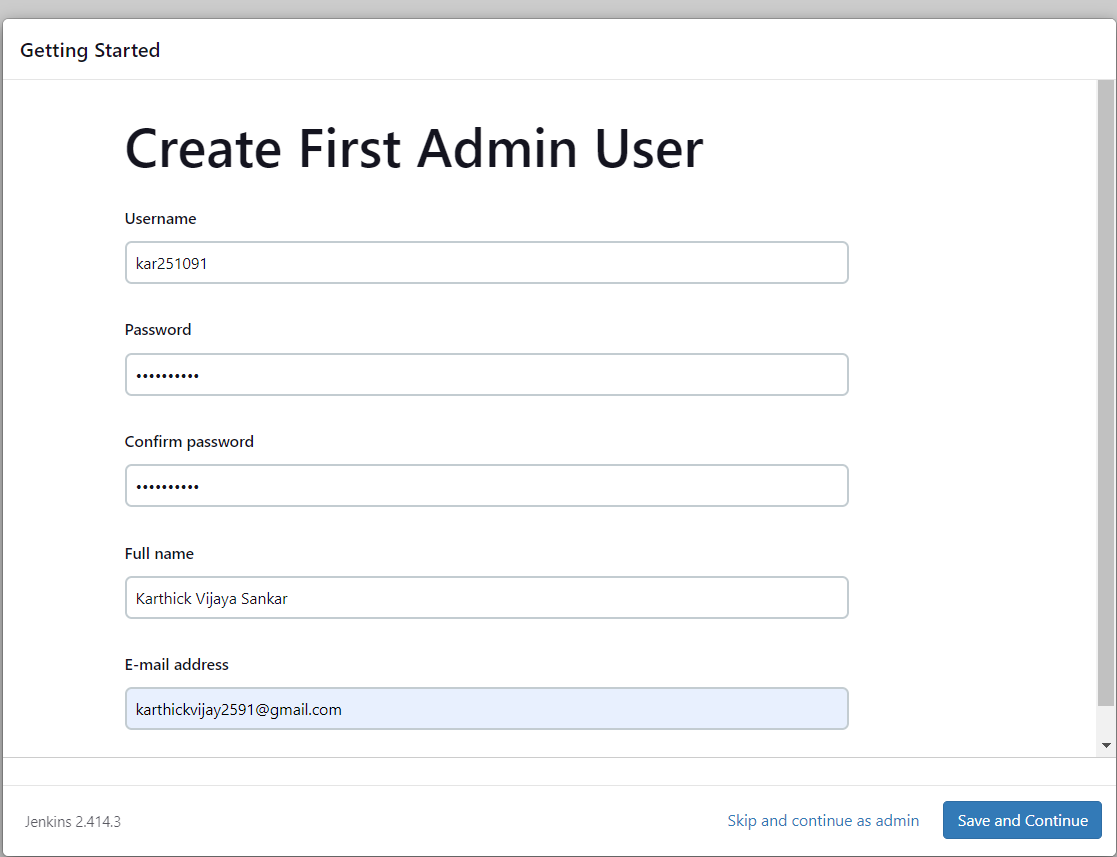 Getting Started
Create First Admin User
Username
kar251091
Password
••••••••••
Confirm password
••••••••••
Full name
Karthick Vijaya Sankar
E-mail address
karthickvijay2591@gmail.com
Jenkins 2.414.3
Skip and continue as admin
Save and Continue